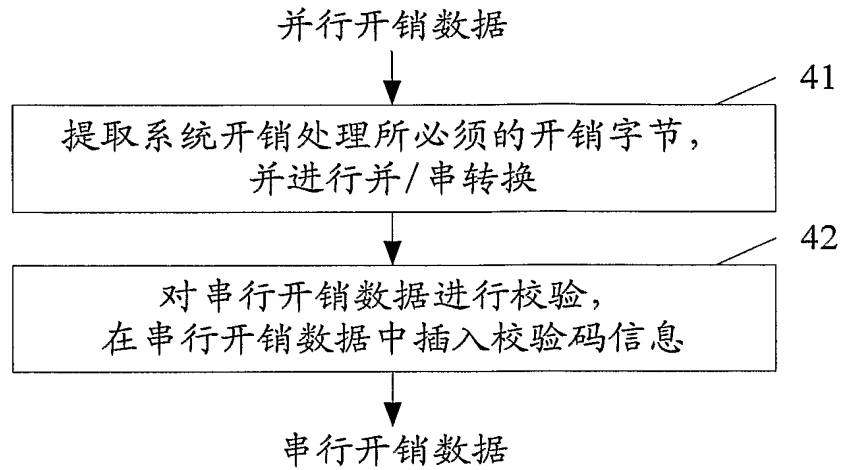 并行开销数据
41
提取系统开销处理所必须的开销字节，
并进行并/串转换
42
对串行开销数据进行校验，
在串行开销数据中插入校验码信息
串行开销数据